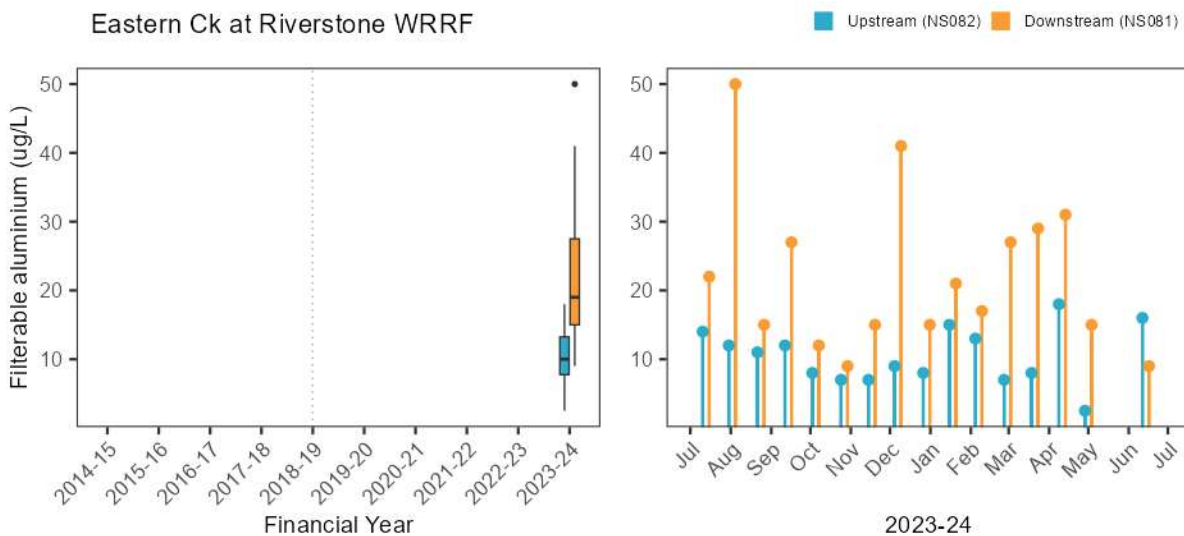 Eastern Ck at Riverstone WRRF
Upstream (NS082) Downstream (NS081)
Filterable aluminium (ug/L)
50
40
30
20
10
2014-15
2015-16
2016-17
2017-18
2018-19
2019-20
2020-21
2021-22
2022-23
2023-24
Financial Year
50
40
30
20
10
Jul
Aug
Sep
Oct
Nov
Dec
Jan
Feb
Mar
Apr
May
Jun
Jul
2023-24